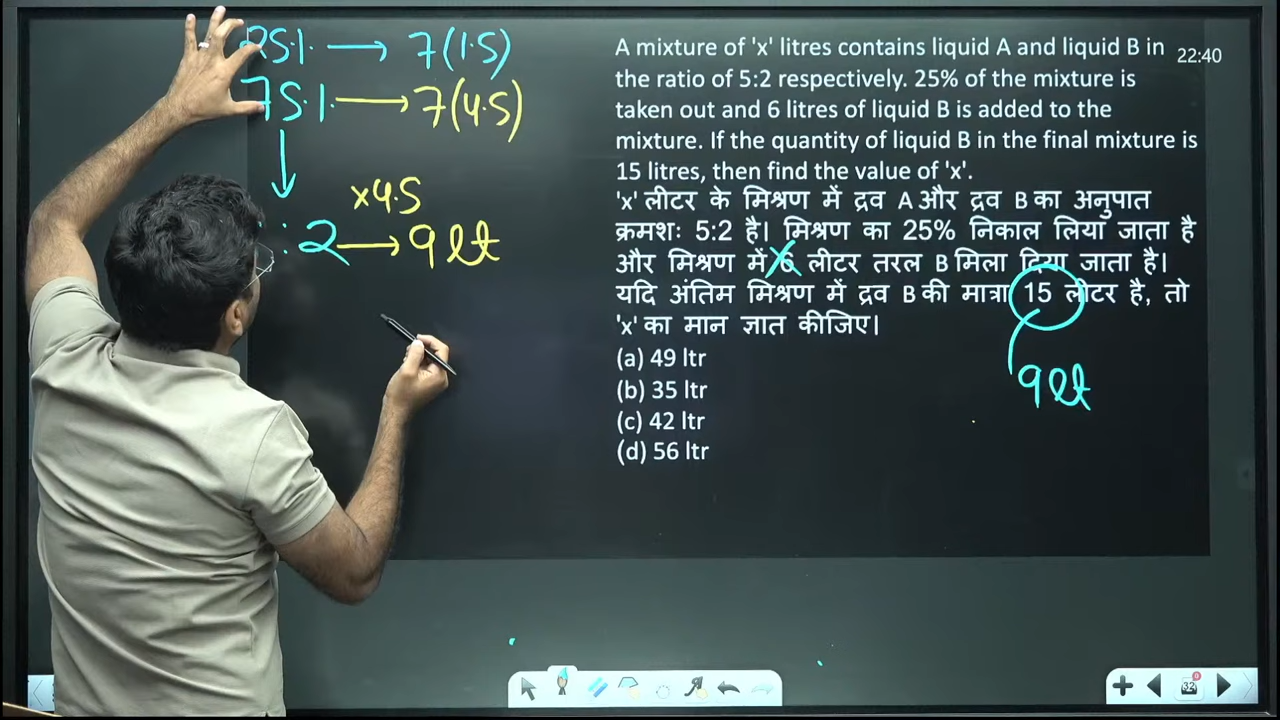 25% → 7(1.5)
75% → 7(4.5)
×4.5
: 2 → 9 lt
A mixture of 'x' litres contains liquid A and liquid B in
22:40
the ratio of 5:2 respectively. 25% of the mixture is
taken out and 6 litres of liquid B is added to the
mixture. If the quantity of liquid B in the final mixture is
15 litres, then find the value of 'x'.
'x' लीटर के मिश्रण में द्रव A और द्रव B का अनुपात
क्रमशः 5:2 है। मिश्रण का 25% निकाल लिया जाता है
और मिश्रण में 6 लीटर तरल B मिला दिया जाता है।
यदि अंतिम मिश्रण में द्रव B की मात्रा 15 लीटर है, तो
'x' का मान ज्ञात कीजिए।
9 lt
(a) 49 ltr
(b) 35 ltr
(c) 42 ltr
(d) 56 ltr
32